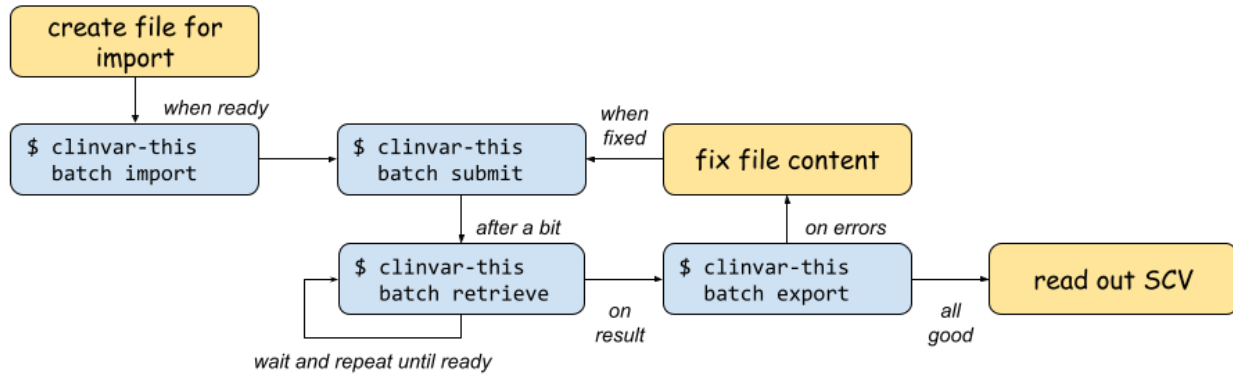 create file for
import
when ready
$ clinvar-this
batch import
$ clinvar-this
batch submit
when
fixed
fix file content
after a bit
on errors
$ clinvar-this
batch retrieve
on
result
$ clinvar-this
batch export
all
good
read out SCV
wait and repeat until ready